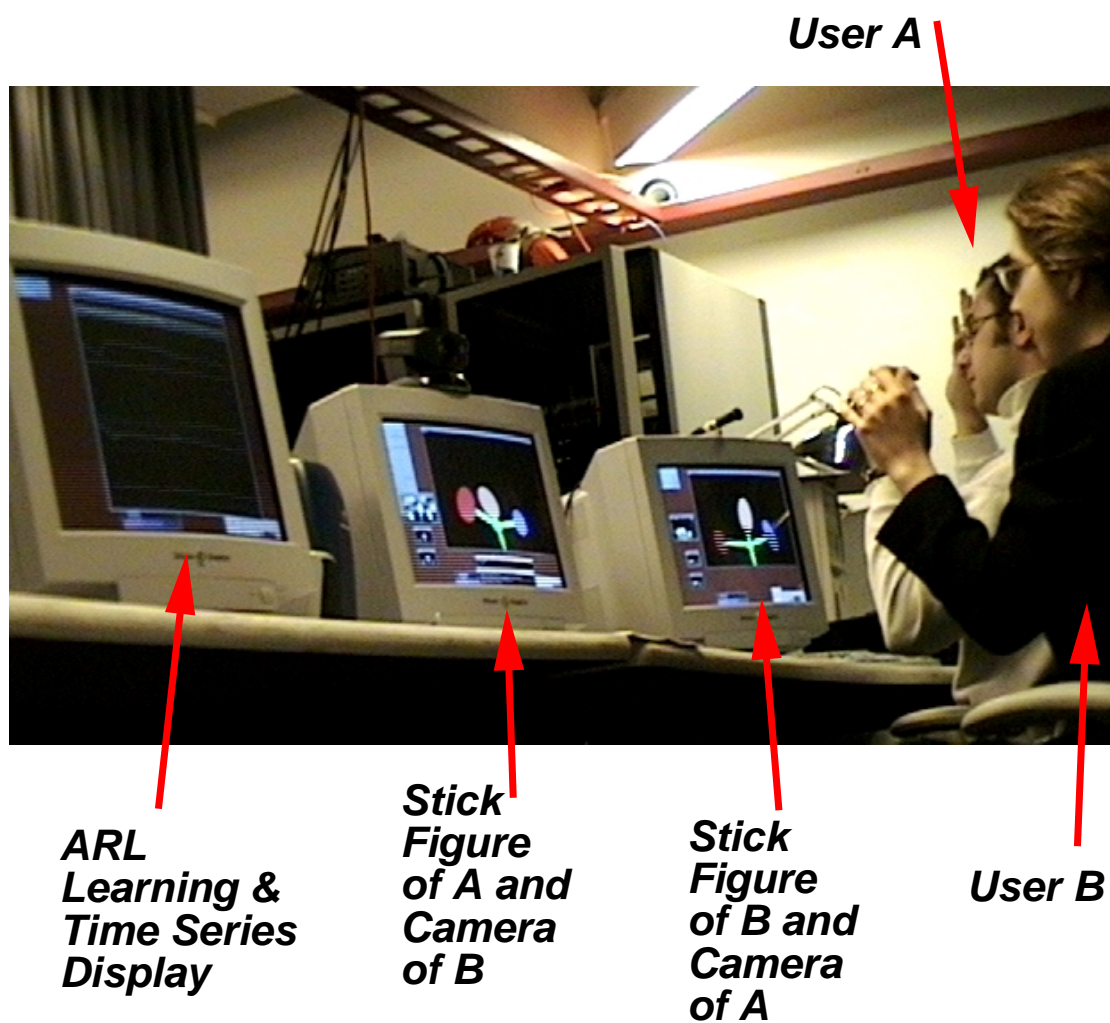 User A
ARL
Learning &
Time Series
Display
Stick
Figure
of A and
Camera
of B
Stick
Figure
of B and
Camera
of A
User B